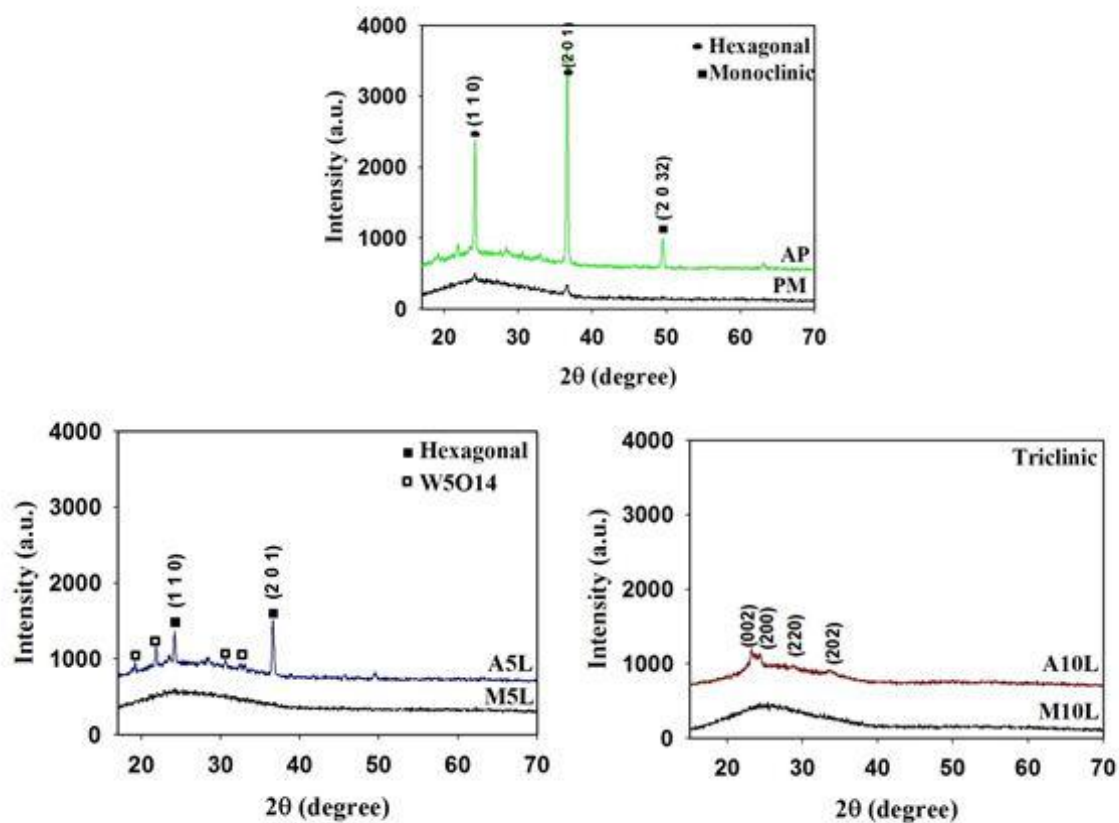 4000
3000
2000
1000
0
Intensity (a.u.)
● Hexagonal
■ Monoclinic
(1 1 0)
(2 0 1)
(2 0 32)
AP
PM
20 30 40 50 60 70
2θ (degree)
4000
3000
2000
1000
0
Intensity (a.u.)
■ Hexagonal
W5O14
(1 1 0)
(2 0 1)
A5L
M5L
20 30 40 50 60 70
2θ (degree)
4000
3000
2000
1000
0
Intensity (a.u.)
Triclinic
(002)
(200)
(220)
(202)
A10L
M10L
20 30 40 50 60 70
2θ (degree)